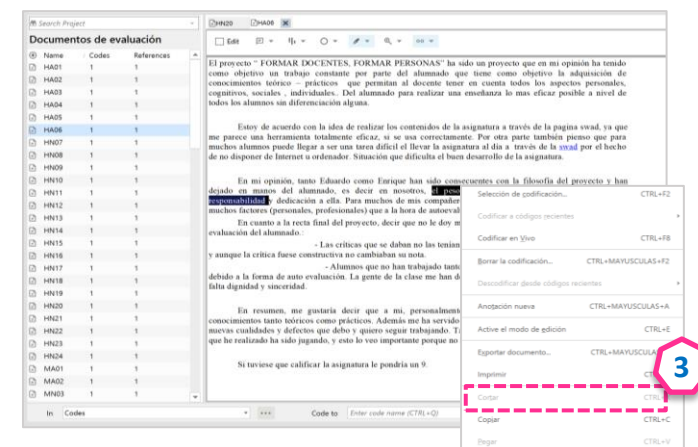 Search Project
Documentos de evaluación
Name Codes References
HA01 1 1
HA02 1 1
HA03 1 1
HA04 1 1
HA05 1 1
HA06 1 1
HN07 1 1
HN08 1 1
HN09 1 1
HN10 1 1
HN11 1 1
HN12 1 1
HN13 1 1
HN14 1 1
HN15 1 1
HN16 1 1
HN17 1 1
HN18 1 1
HN19 1 1
HN20 1 1
HN21 1 1
HN22 1 1
HN23 1 1
HN24 1 1
MA01 1 1
MA02 1 1
MN03 1 1
In Codes
HN20 HA06
Edit
El proyecto " FORMAR DOCENTES, FORMAR PERSONAS" ha sido un proyecto que en mi opinión ha tenido
como objetivo un trabajo constante por parte del alumnado que tiene como objetivo la adquisición de
conocimientos teórico – prácticos que permitan al docente tener en cuenta todos los aspectos personales,
cognitivos, sociales , individuales.. Del alumnado para realizar una enseñanza lo mas eficaz posible a nivel de
todos los alumnos sin diferenciación alguna.
Estoy de acuerdo con la idea de realizar los contenidos de la asignatura a través de la pagina swad, ya que
me parece una herramienta totalmente eficaz, si se usa correctamente. Por otra parte también pienso que para
muchos alumnos puede llegar a ser una tarea difícil el llevar la asignatura al día a través de la swad por el hecho
de no disponer de Internet u ordenador. Situación que dificulta el buen desarrollo de la asignatura.
En mi opinión, tanto Eduardo como Enrique han sido consecuentes con la filosofía del proyecto y han
dejado en manos del alumnado, es decir en nosotros, el peso
responsabilidad y dedicación a ella. Para muchos de mis compañer
muchos factores (personales, profesionales) que a la hora de autoeval
En cuanto a la recta final del proyecto, decir que no le doy m
evaluación del alumnado.
- Las criticas que se daban no las tenían
y aunque la crítica fuese constructiva no cambiaban su nota.
- Alumnos que no han trabajado tanto
debido a la forma de auto evaluación. La gente de la clase me han d
falta dignidad y sinceridad.
En resumen, me gustaría decir que a mi, personalment
conocimientos tanto teóricos como prácticos. Además me ha servido
nuevas cualidades y defectos que debo y quiero seguir trabajando. T
que he realizado ha sido jugando, y esto lo veo importante porque no
Si tuviese que calificar la asignatura le pondría un 9.
Code to Enter code name (CTRL+Q)
Selección de codificación... CTRL+F2
Codificar a códigos recientes
Codificar en Vivo CTRL+F8
Borrar la codificación... CTRL+MAYUSCULAS+F2
Descodificar desde códigos recientes
Anotación nueva CTRL+MAYUSCULAS+A
Active el modo de edición CTRL+E
Exportar documento... CTRL+MAYUSCULA
Imprimir
Cortar
Copiar CTRL+C
Pegar CTRL+V
3